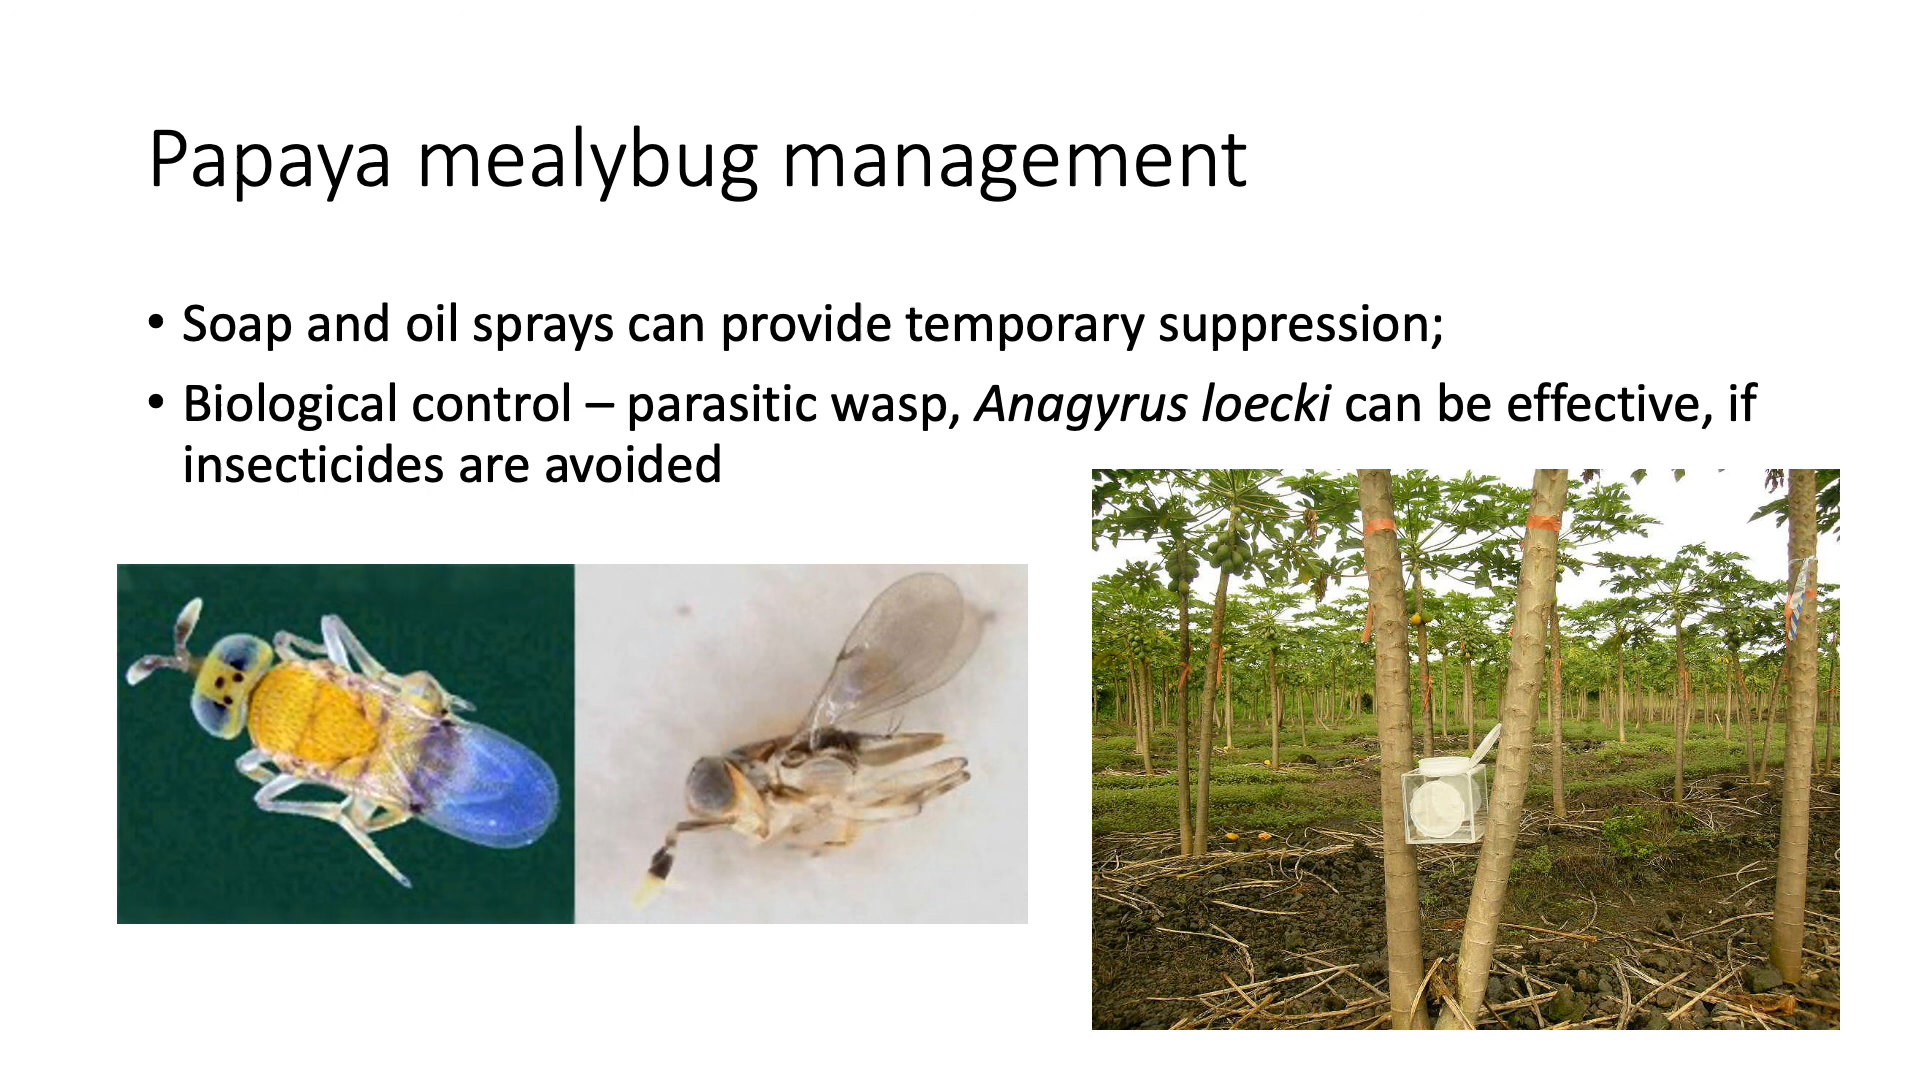 Papaya mealybug management
• Soap and oil sprays can provide temporary suppression;
• Biological control – parasitic wasp, Anagyrus loecki can be effective, if
insecticides are avoided